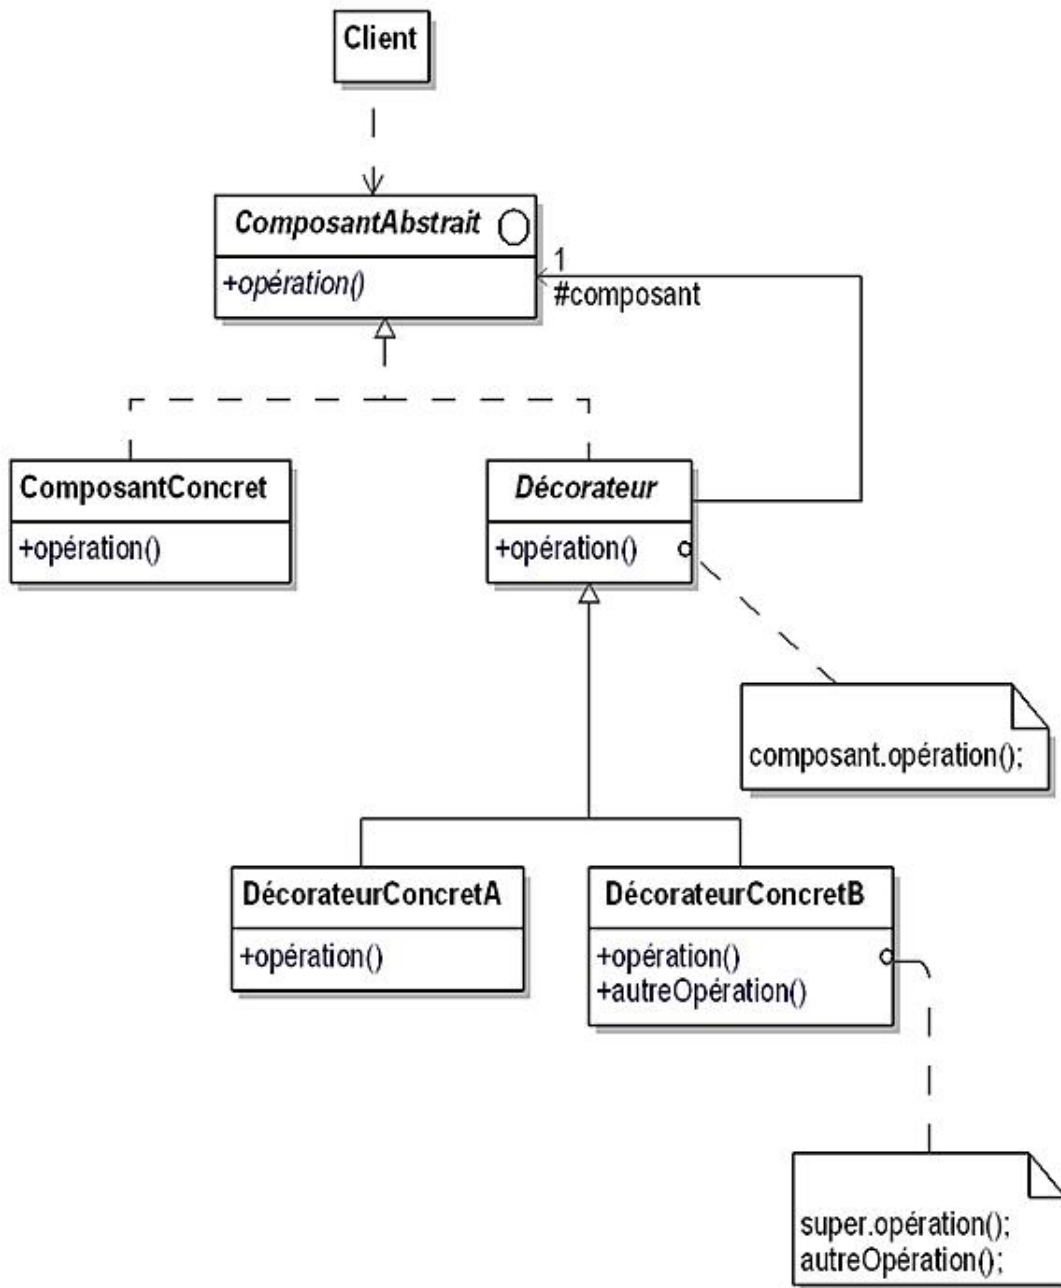 Client
ComposantAbstrait
+opération()
1
#composant
ComposantConcret
+opération()
Décorateur
+opération()
composant.opération();
DécorateurConcretA
+opération()
DécorateurConcretB
+opération()
+autreOpération()
super.opération();
autreOpération();